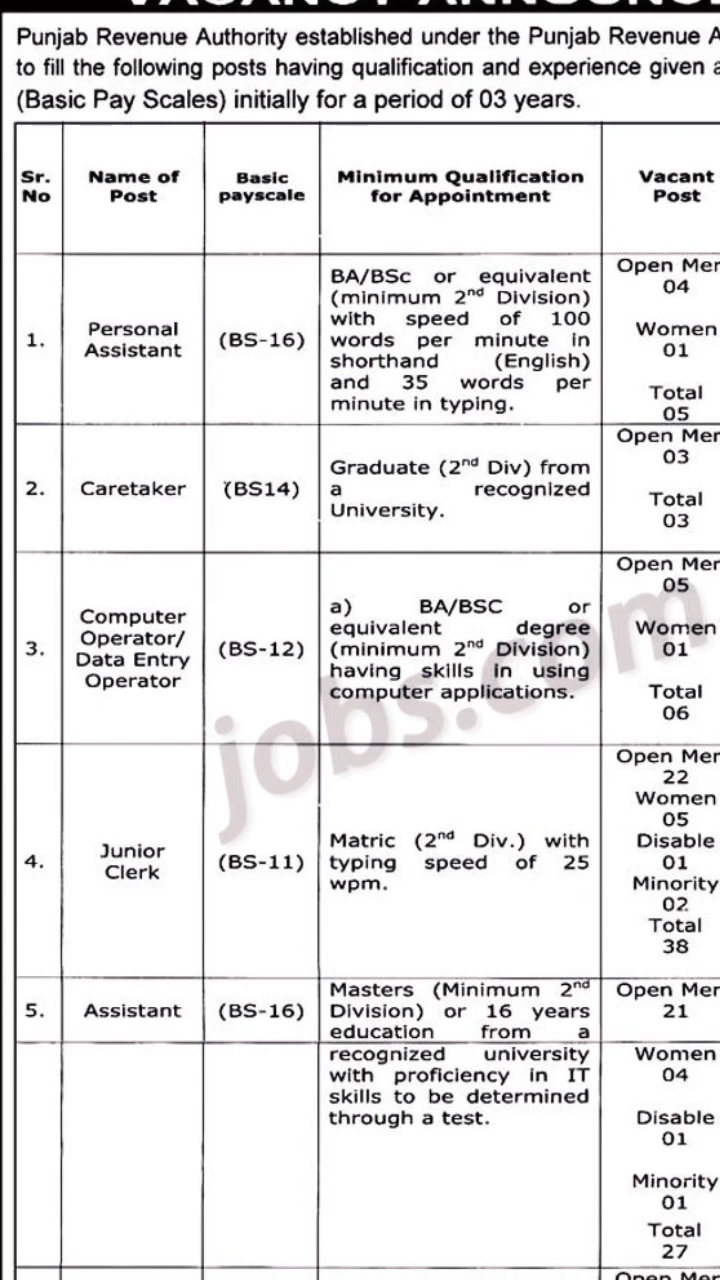 VACANCY ANNOUNC
Punjab Revenue Authority established under the Punjab Revenue A
to fill the following posts having qualification and experience given a
(Basic Pay Scales) initially for a period of 03 years.
Sr. No
Name of Post
Basic payscale
Minimum Qualification for Appointment
Vacant Post
1.
Personal
Assistant
(BS-16)
BA/BSc or equivalent
(minimum 2nd Division)
with speed of 100
words per minute in
shorthand (English)
and 35 words per
minute in typing.
Open Mer
04
Women
01
Total
05
2.
Caretaker
(BS14)
Graduate (2nd Div) from
a recognized
University.
Open Mer
03
Total
03
3.
Computer
Operator/
Data Entry
Operator
(BS-12)
a) BA/BSC or
equivalent degree
(minimum 2nd Division)
having skills in using
computer applications.
Open Mer
05
Women
01
Total
06
4.
Junior
Clerk
(BS-11)
Matric (2nd Div.) with
typing speed of 25
wpm.
Open Mer
22
Women
05
Disable
01
Minority
02
Total
38
5.
Assistant
(BS-16)
Masters (Minimum 2nd
Division) or 16 years
education from a
recognized university
with proficiency in IT
skills to be determined
through a test.
Open Mer
21
Women
04
Disable
01
Minority
01
Total
27
Open Mer
jobs.com